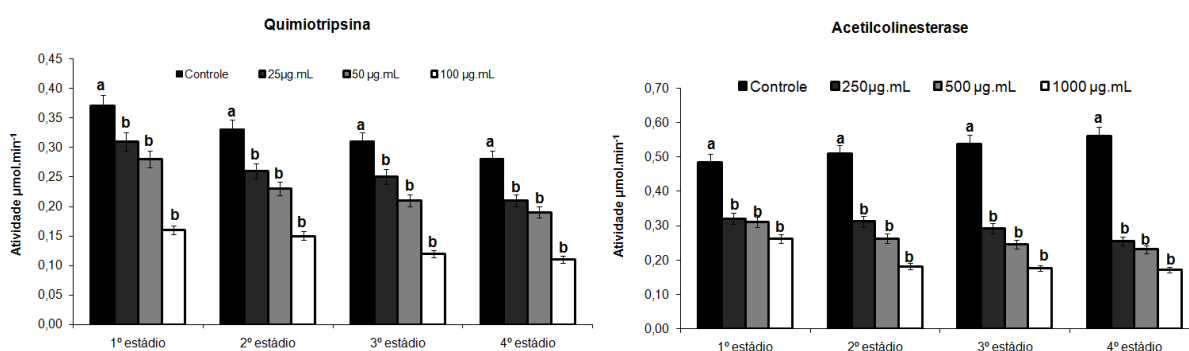 Quimiotripsina
Atividade µmol.min⁻¹
0,45
0,40
0,35
0,30
0,25
0,20
0,15
0,10
0,05
0,00
Controle 25µg.mL 50 µg.mL 100 µg.mL
a b b b
a b b b
a b b b
a b b b
1º estádio 2º estádio 3º estádio 4º estádio
Acetilcolinesterase
Atividade µmol.min⁻¹
0,70
0,60
0,50
0,40
0,30
0,20
0,10
0,00
Controle 250µg.mL 500 µg.mL 1000 µg.mL
a b b b
a b b b
a b b b
a b b b
1º estádio 2º estádio 3º estádio 4º estádio